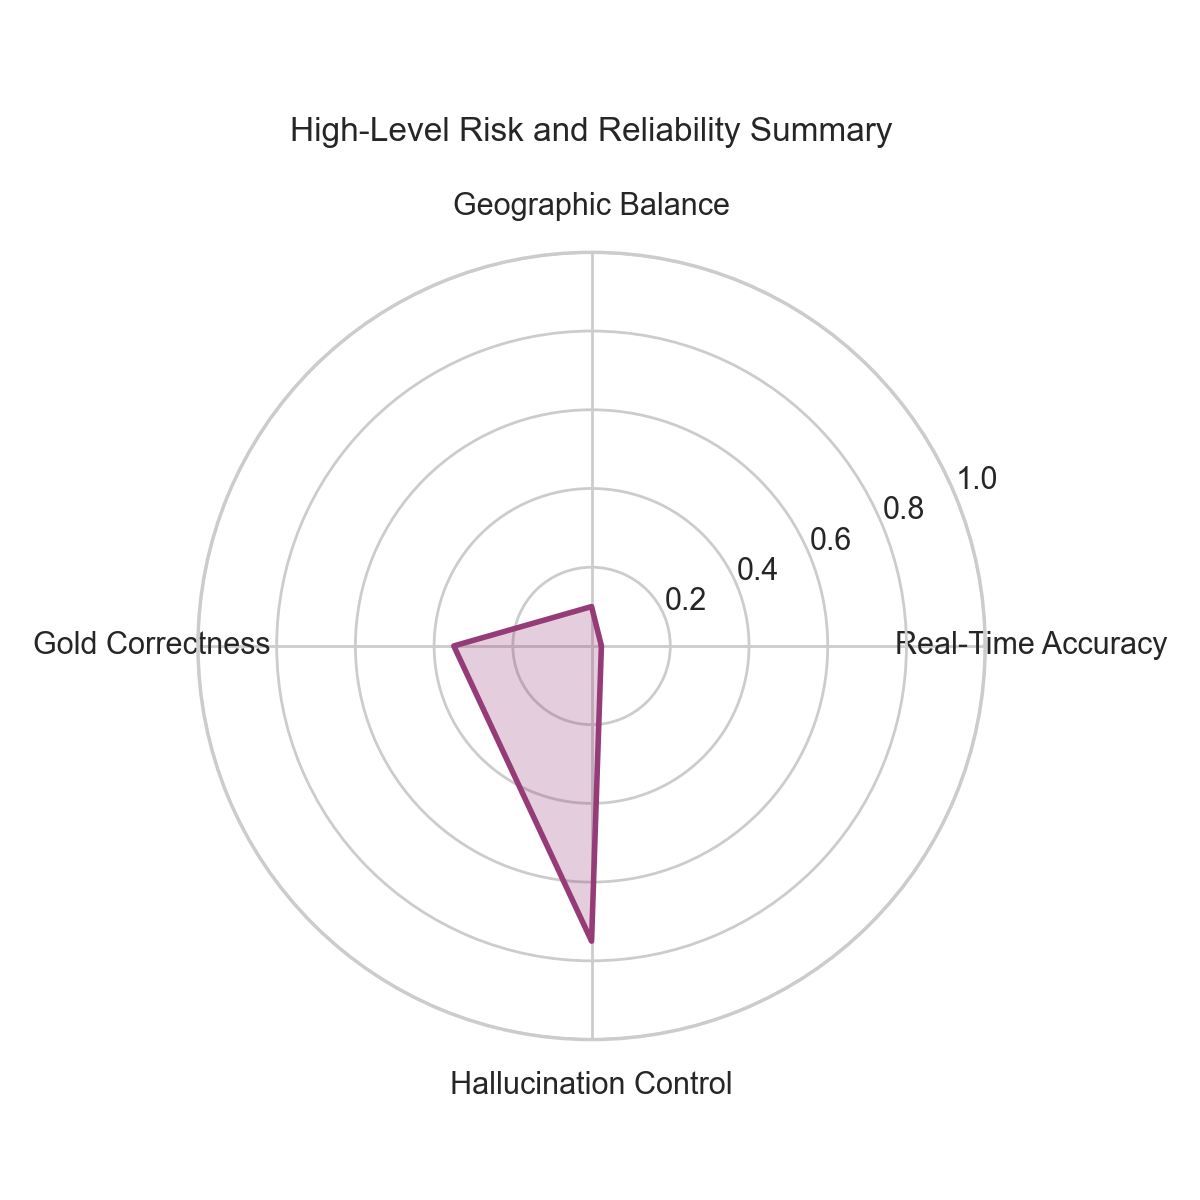 High-Level Risk and Reliability Summary
Geographic Balance
1.0
0.8
0.6
0.4
0.2
Gold Correctness
Real-Time Accuracy
Hallucination Control